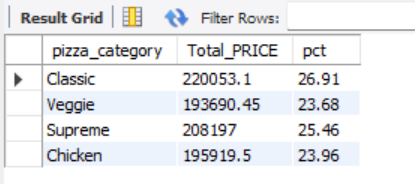 Result Grid Filter Rows:
pizza_category Total_PRICE pct
Classic 220053.1 26.91
Veggie 193690.45 23.68
Supreme 208197 25.46
Chicken 195919.5 23.96